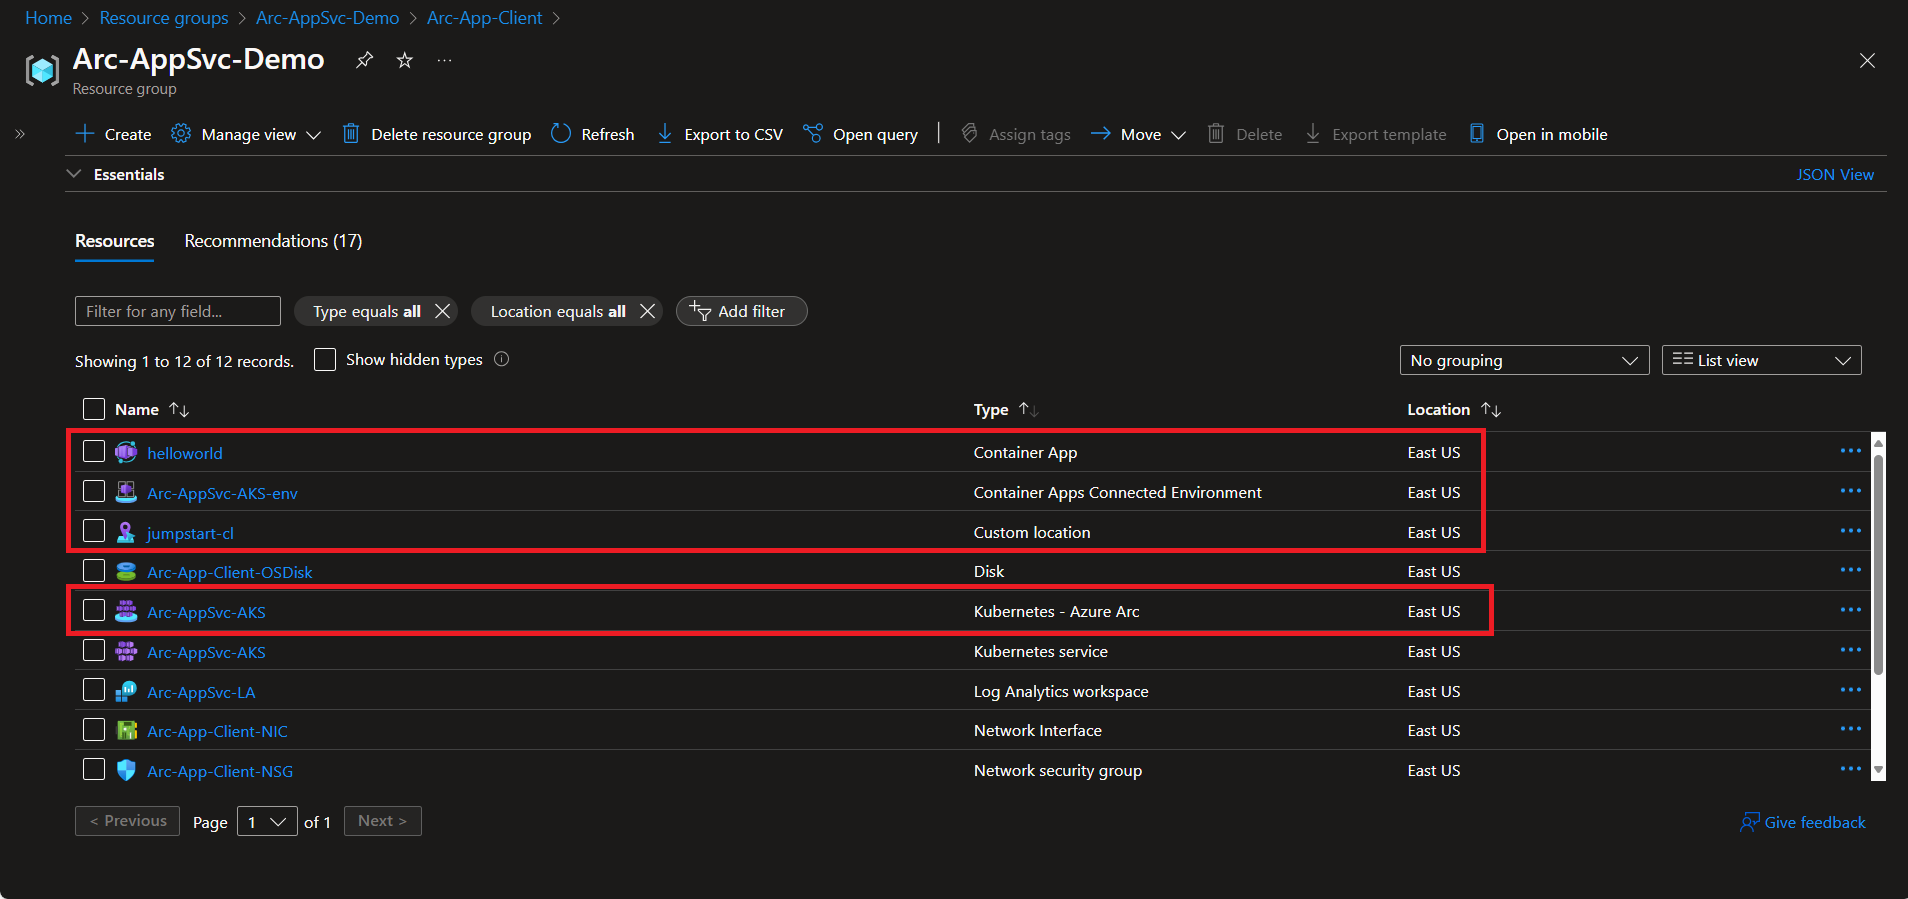 Home > Resource groups > Arc-AppSvc-Demo > Arc-App-Client >
Arc-AppSvc-Demo
Resource group
Create Manage view Delete resource group Refresh Export to CSV Open query Assign tags Move Delete Export template Open in mobile
Essentials JSON View
Resources Recommendations (17)
Filter for any field... Type equals all Location equals all Add filter
Showing 1 to 12 of 12 records. Show hidden types No grouping List view
Name Type Location
helloworld Container App East US
Arc-AppSvc-AKS-env Container Apps Connected Environment East US
jumpstart-cl Custom location East US
Arc-App-Client-OSDisk Disk East US
Arc-AppSvc-AKS Kubernetes - Azure Arc East US
Arc-AppSvc-AKS Kubernetes service East US
Arc-AppSvc-LA Log Analytics workspace East US
Arc-App-Client-NIC Network Interface East US
Arc-App-Client-NSG Network security group East US
< Previous Page 1 of 1 Next > Give feedback